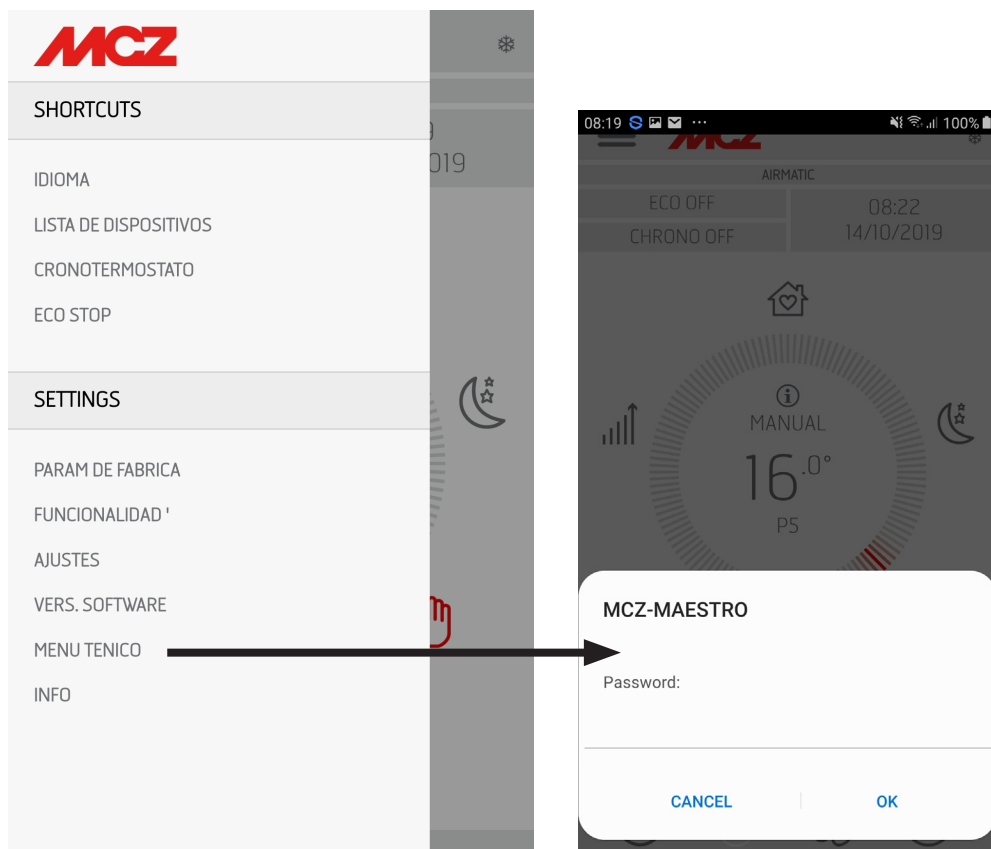 MCZ
SHORTCUTS
IDIOMA
LISTA DE DISPOSITIVOS
CRONOTERMOSTATO
ECO STOP
SETTINGS
PARAM DE FABRICA
FUNCIONALIDAD '
AJUSTES
VERS. SOFTWARE
MENU TENICO
INFO
019
08:19 ... 100%
MCZ
AIRMATIC
ECO OFF
CHRONO OFF
08:22
14/10/2019
MANUAL
16.0°
P5
MCZ-MAESTRO
Password:
CANCEL OK